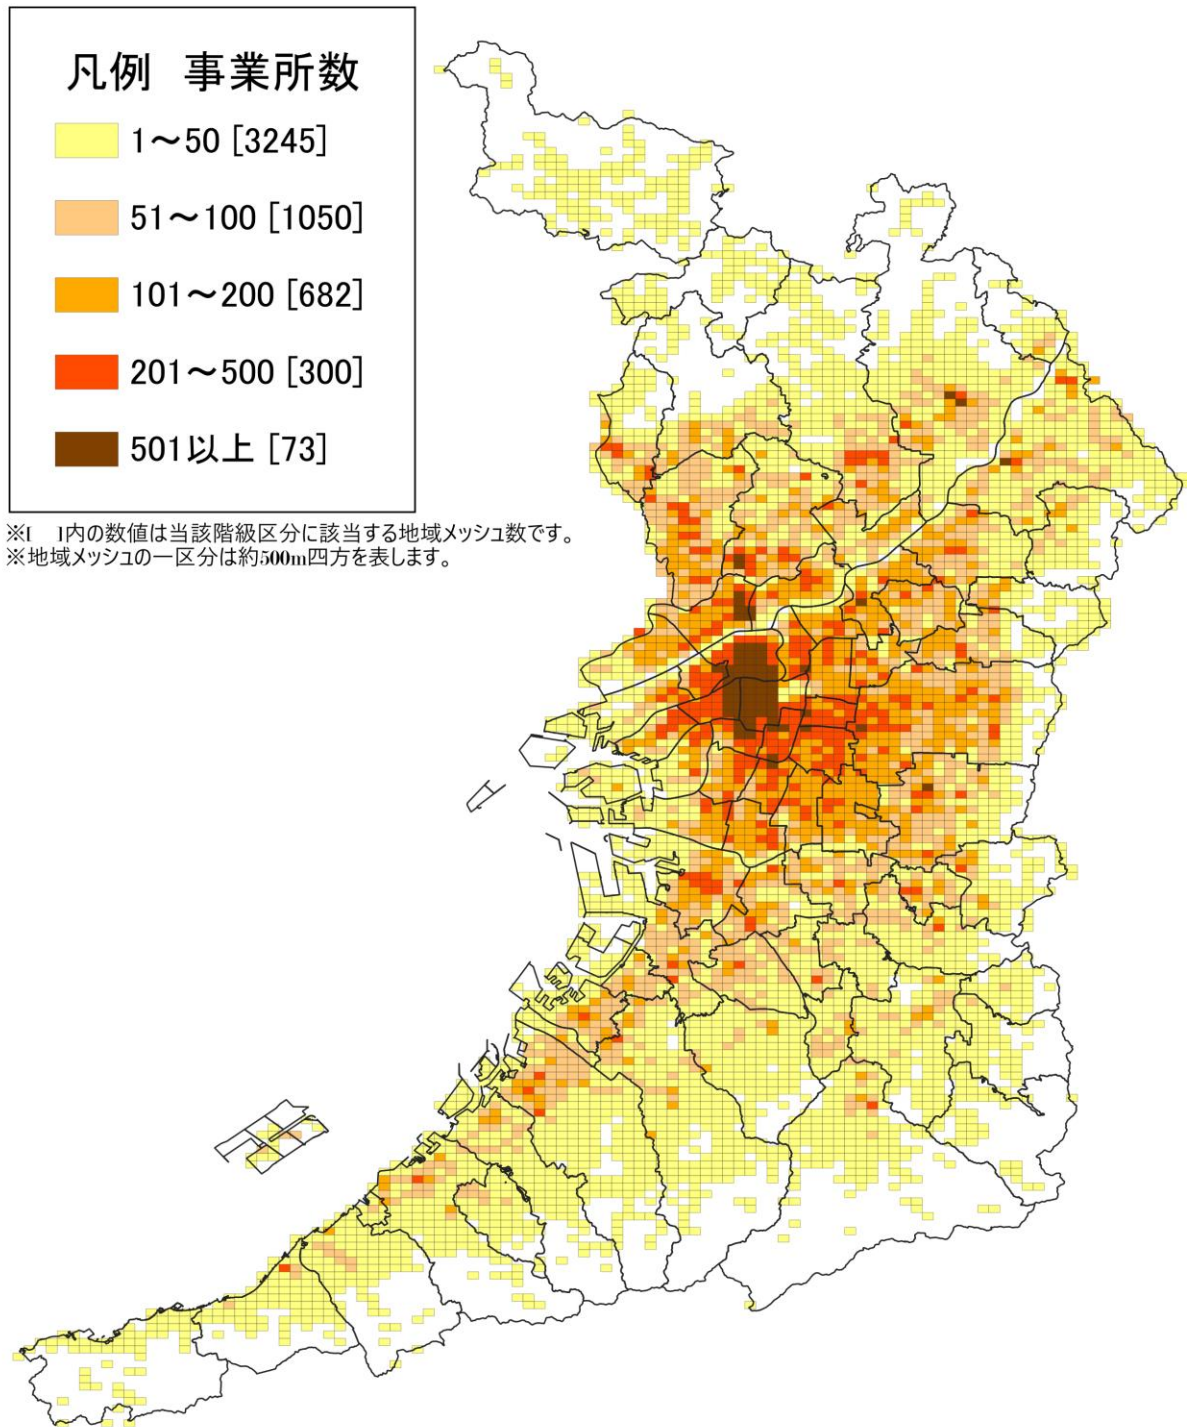 凡例　事業所数
1～50 [3245]
51～100 [1050]
101～200 [682]
201～500 [300]
501以上 [73]
※[　]内の数値は当該階級区分に該当する地域メッシュ数です。
※地域メッシュの一区分は約500m四方を表します。